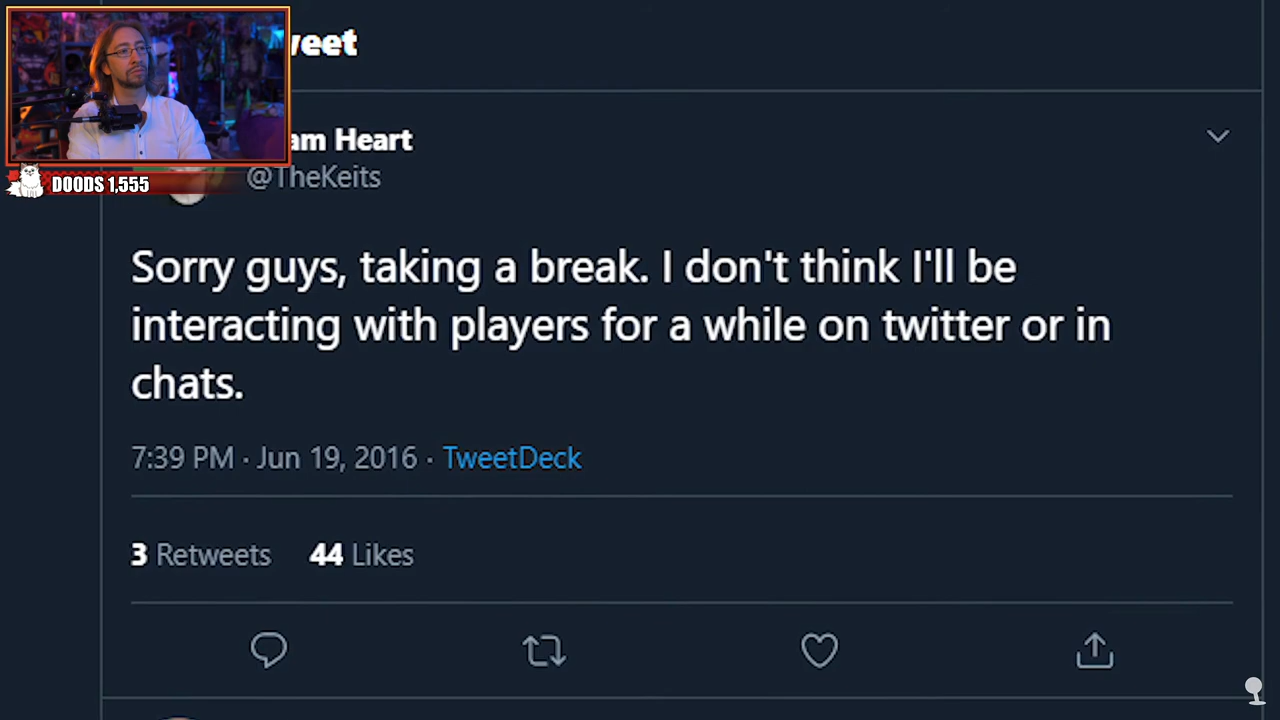 weet
am Heart
@TheKeits
DOODS 1,555
Sorry guys, taking a break. I don't think I'll be
interacting with players for a while on twitter or in
chats.
7:39 PM · Jun 19, 2016 · TweetDeck
3 Retweets 44 Likes